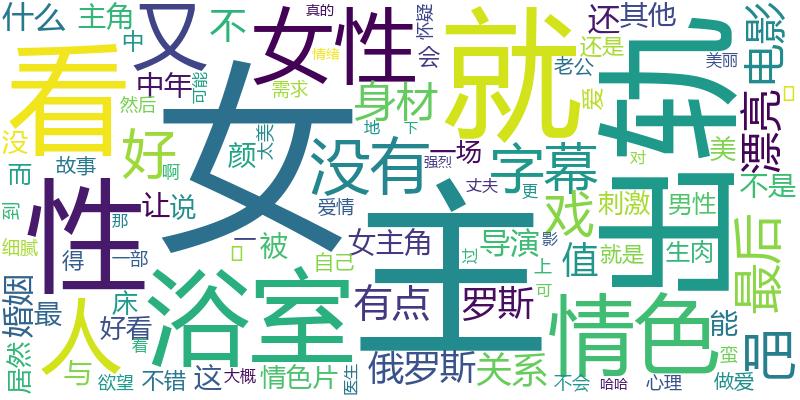 什么
主角
又
不
女性
真的
情绪
怀疑
会
就
还
其他
还是
老公
爱
轨
电影
美丽
看
中
中年
可能
然后
需求
身材
女
漂亮
没
好
啊
颜
太美
地
下
没有
一场
强烈
字幕
对
美
而
故事
性
让
说
爱情
主
丈夫
更
戏
刺激
男性
出
不是
到
细腻
那
得
一部
一
被
女主角
自己
导演
影
过
上
可
值
就是
生肉
最后
婚姻
最
人
床
好看
看
浴室
有点
罗斯
情色
能
吧
蛮
居然
与
欲望
不错
这
大概
情色片
医生
俄罗斯
关系
不会
哈哈
心理
做爱